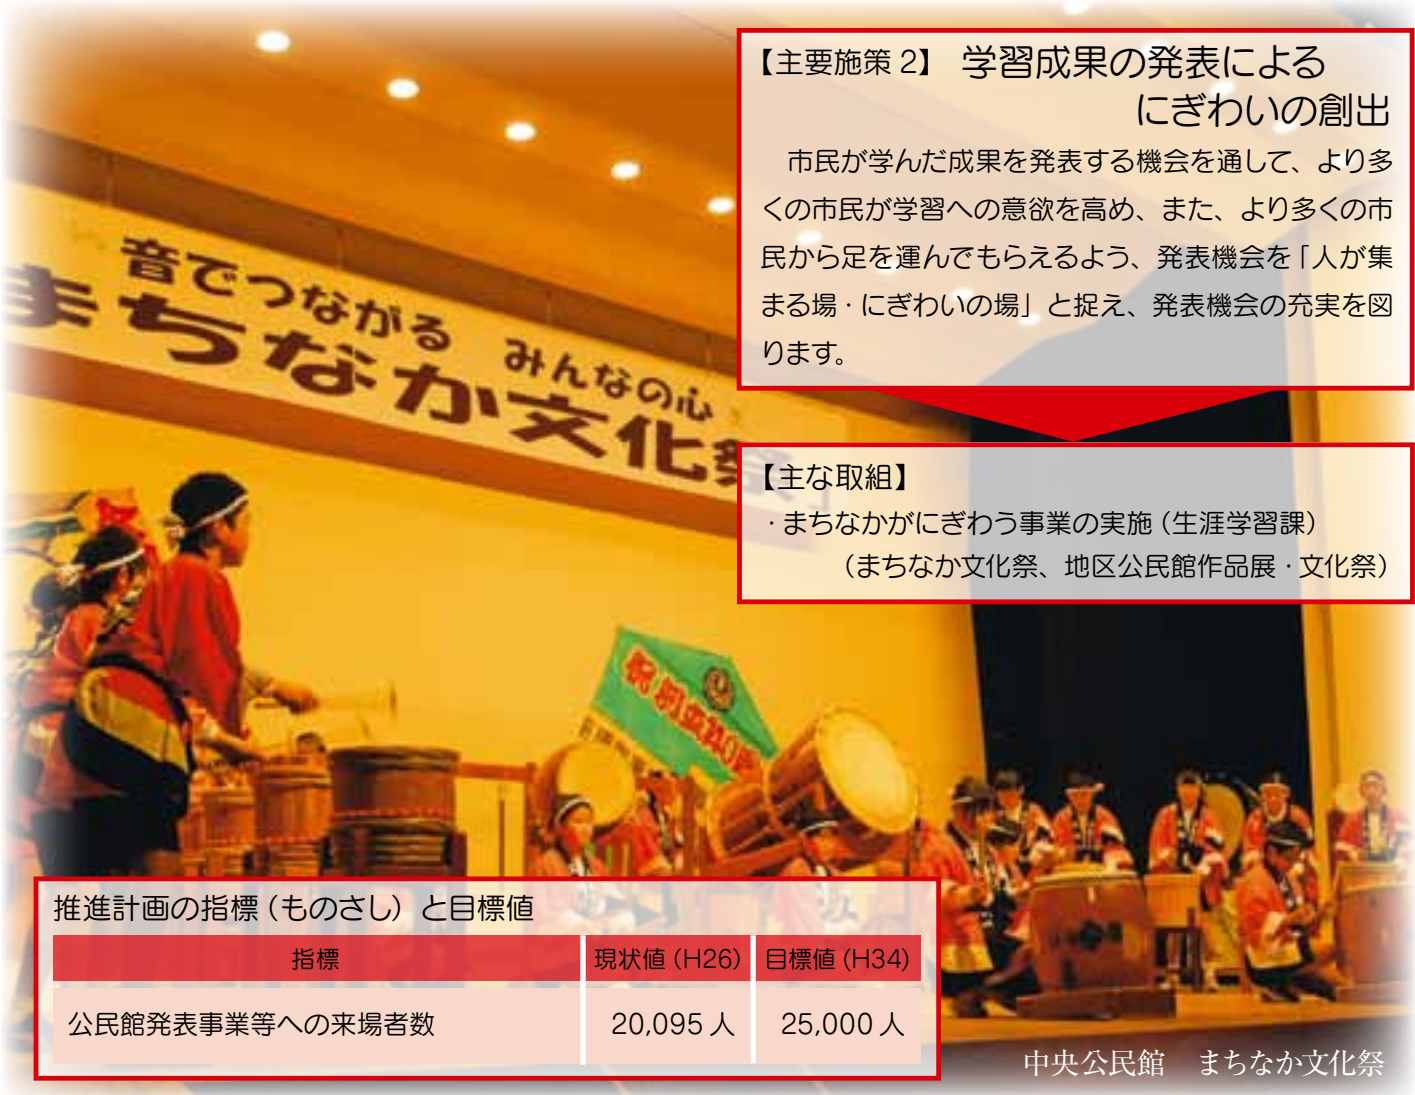 【主要施策 2】 学習成果の発表による
にぎわいの創出
市民が学んだ成果を発表する機会を通して、より多
くの市民が学習への意欲を高め、また、より多くの市
民から足を運んでもらえるよう、発表機会を「人が集
まる場・にぎわいの場」と捉え、発表機会の充実を図
ります。
音でつながる みんなの心
まちなか文化祭
【主な取組】
・まちなかがにぎわう事業の実施(生涯学習課)
(まちなか文化祭、地区公民館作品展・文化祭)
推進計画の指標(ものさし)と目標値
指標 現状値(H26) 目標値(H34)
公民館発表事業等への来場者数 20,095人 25,000人
中央公民館 まちなか文化祭